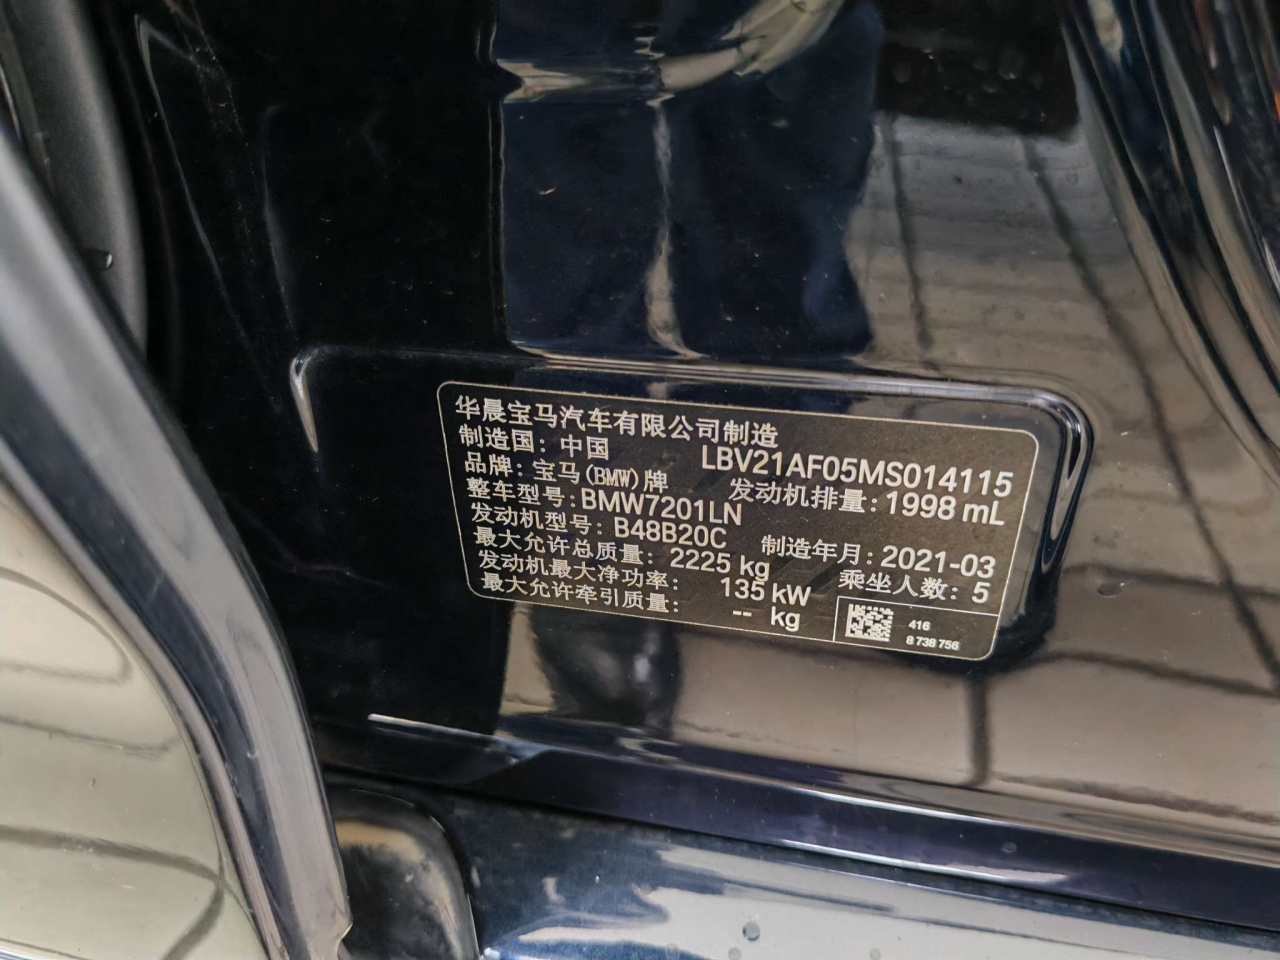 华晨宝马汽车有限公司制造
制造国：中国 LBV21AF05MS014115
品牌：宝马(BMW)牌 发动机排量：1998 mL
整车型号：BMW7201LN
发动机型号：B48B20C 制造年月：2021-03
最大允许总质量：2225 kg 乘坐人数：5
发动机最大净功率：135 kW
最大允许牵引质量：-- kg
416
8 738 756